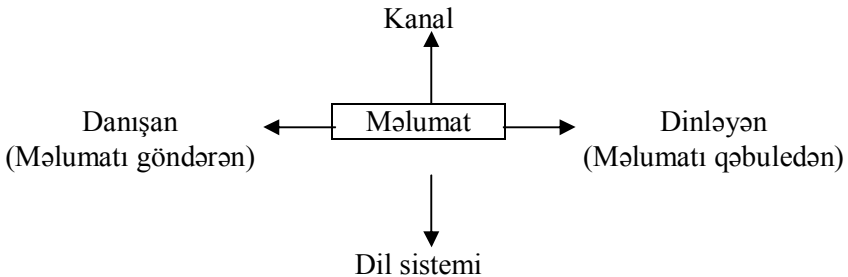 Kanal
Danışan
(Məlumatı göndərən)
Məlumat
Dinləyən
(Məlumatı qəbuledən)
Dil sistemi